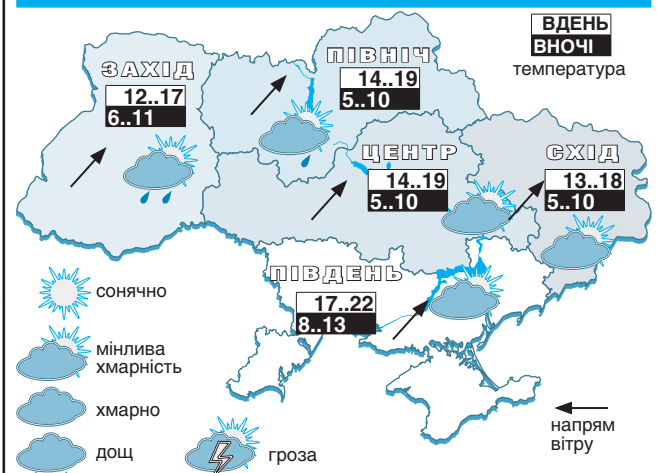 ВДЕНЬ
ВНОЧІ
температура
ЗАХІД
12..17
6..11
ПІВНІЧ
14..19
5..10
ЦЕНТР
14..19
5..10
СХІД
13..18
5..10
ПІВДЕНЬ
17..22
8..13
сонячно
мінлива
хмарність
хмарно
дощ
гроза
напрям
вітру